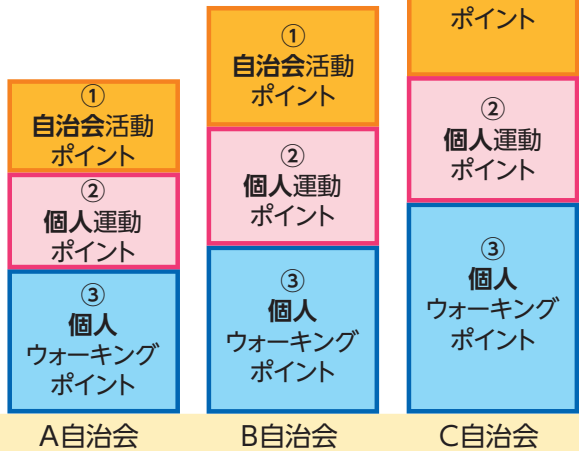 ①
自治会活動
ポイント
②
個人運動
ポイント
③
個人
ウォーキング
ポイント
A自治会
①
自治会活動
ポイント
②
個人運動
ポイント
③
個人
ウォーキング
ポイント
B自治会
ポイント
②
個人運動
ポイント
③
個人
ウォーキング
ポイント
C自治会